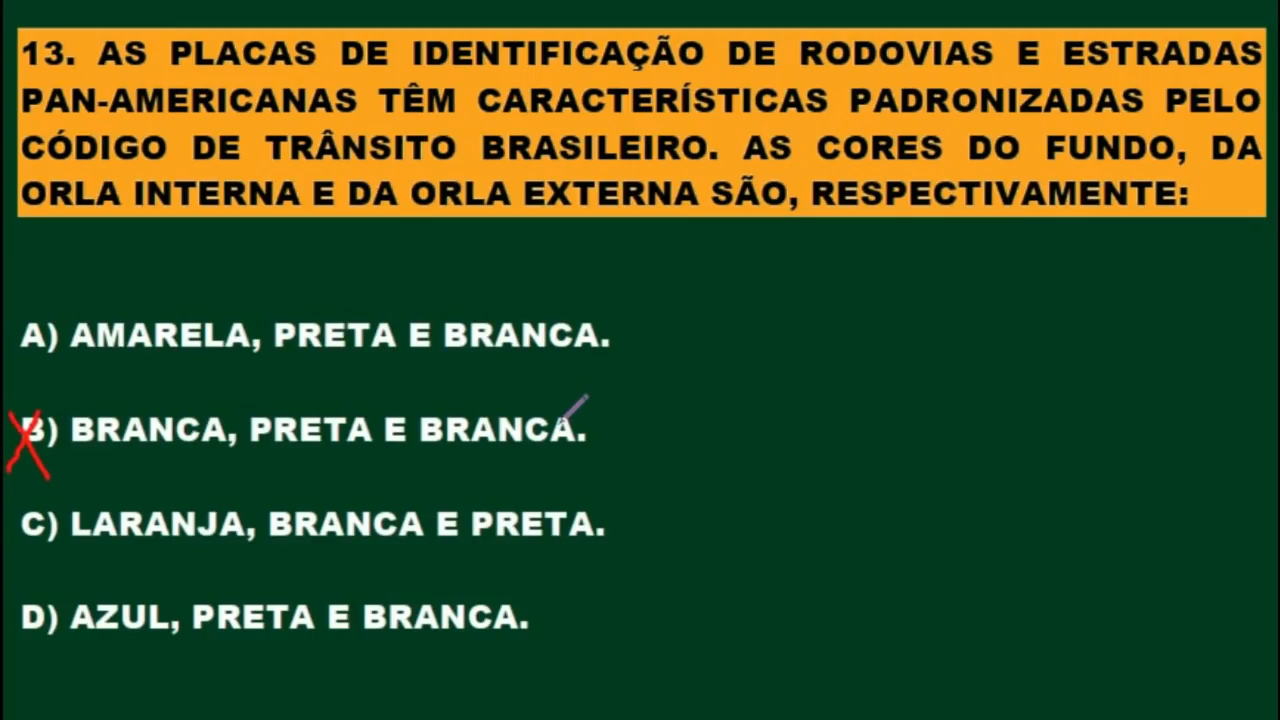 13. AS PLACAS DE IDENTIFICAÇÃO DE RODOVIAS E ESTRADAS
PAN-AMERICANAS TÊM CARACTERÍSTICAS PADRONIZADAS PELO
CÓDIGO DE TRÂNSITO BRASILEIRO. AS CORES DO FUNDO, DA
ORLA INTERNA E DA ORLA EXTERNA SÃO, RESPECTIVAMENTE:
A) AMARELA, PRETA E BRANCA.
B) BRANCA, PRETA E BRANCA.
C) LARANJA, BRANCA E PRETA.
D) AZUL, PRETA E BRANCA.